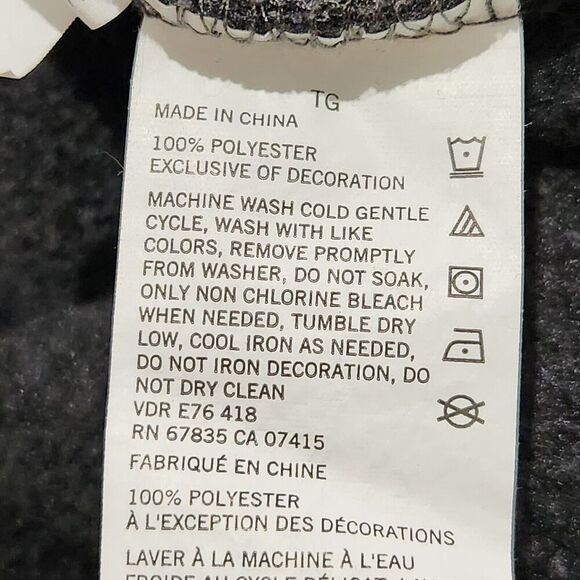 TG
MADE IN CHINA
100% POLYESTER
EXCLUSIVE OF DECORATION
MACHINE WASH COLD GENTLE
CYCLE, WASH WITH LIKE
COLORS, REMOVE PROMPTLY
FROM WASHER, DO NOT SOAK,
ONLY NON CHLORINE BLEACH
WHEN NEEDED, TUMBLE DRY
LOW, COOL IRON AS NEEDED,
DO NOT IRON DECORATION, DO
NOT DRY CLEAN
VDR E76 418
RN 67835 CA 07415
FABRIQUÉ EN CHINE
100% POLYESTER
À L'EXCEPTION DES DÉCORATIONS
LAVER À LA MACHINE À L'EAU
FROIDE AU CYCLE